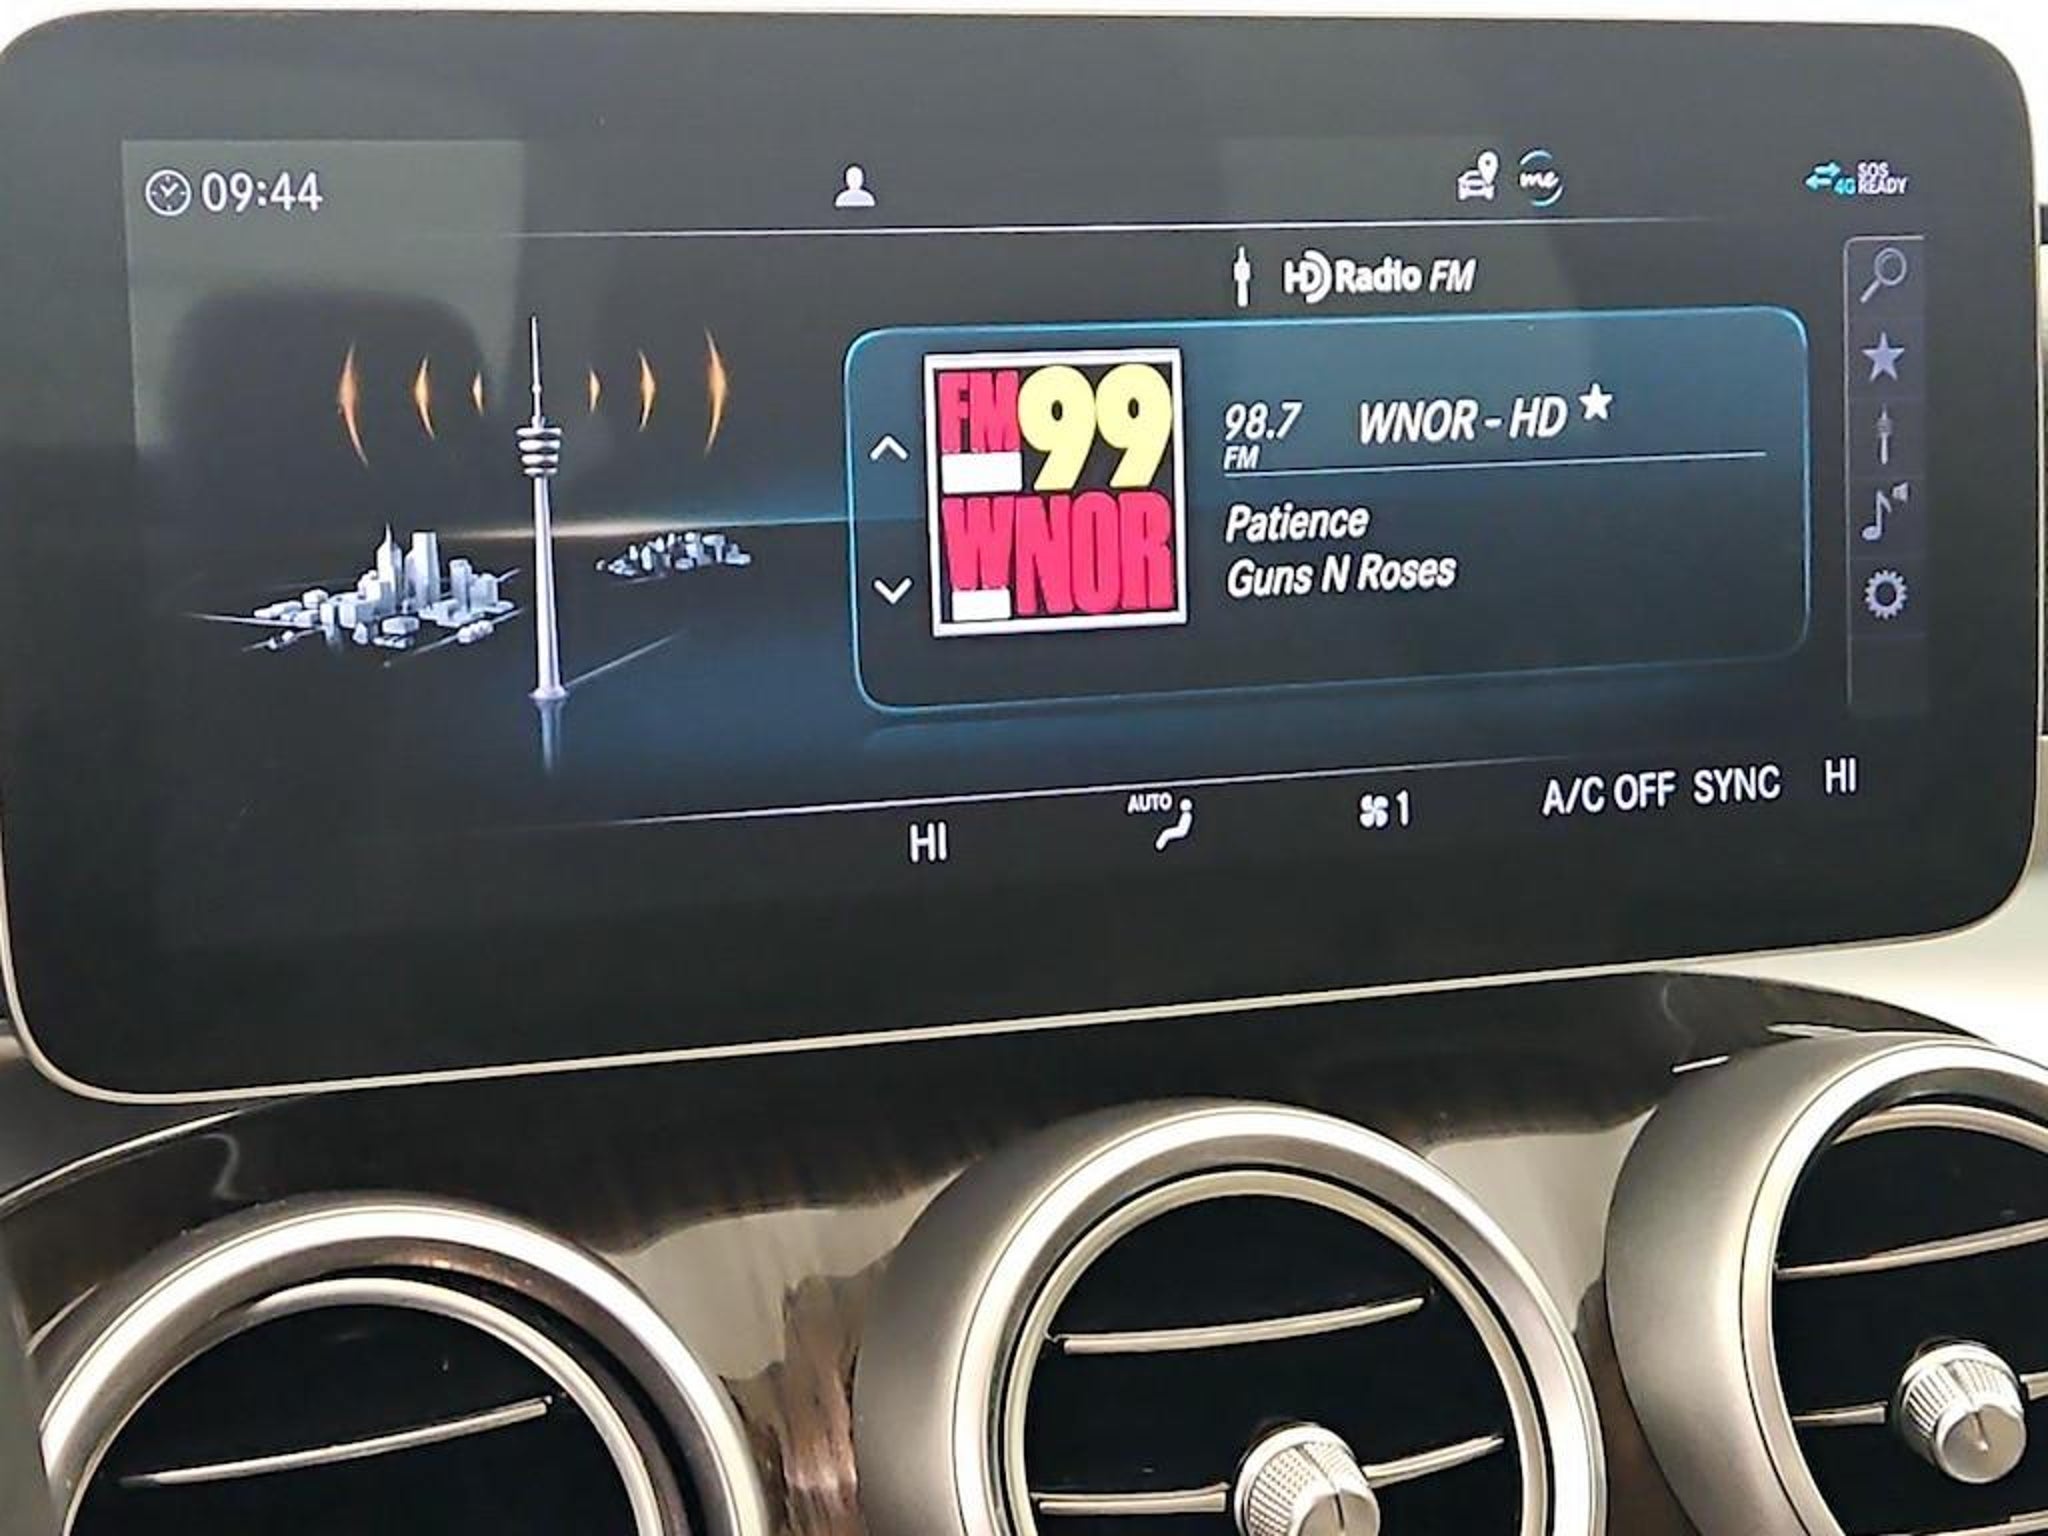 09:44
me
4G SOS READY
HD Radio FM
FM 99
WNOR
98.7 FM WNOR - HD
Patience
Guns N Roses
HI AUTO 1 A/C OFF SYNC HI